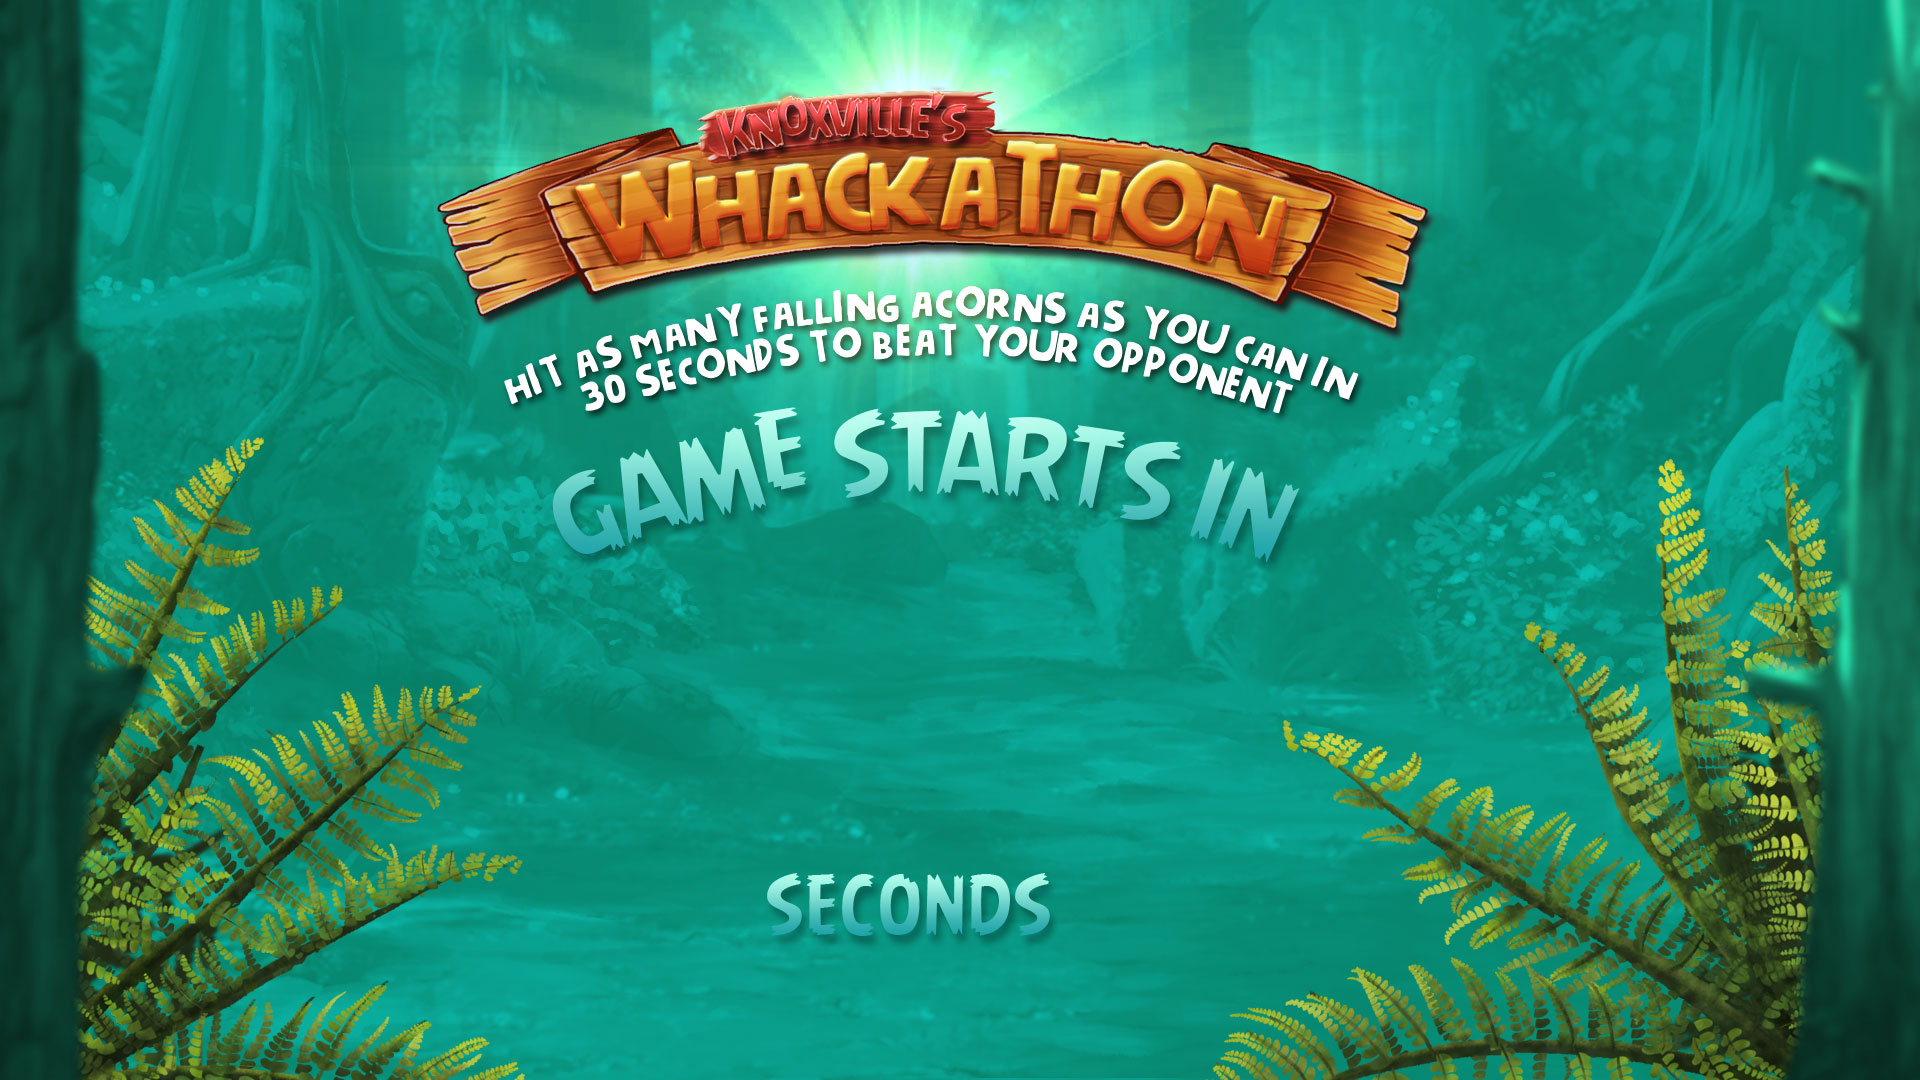 KNOXVILLE'S
WHACKATHON
HIT AS MANY FALLING ACORNS AS YOU CAN IN
30 SECONDS TO BEAT YOUR OPPONENT
GAME STARTS IN
SECONDS